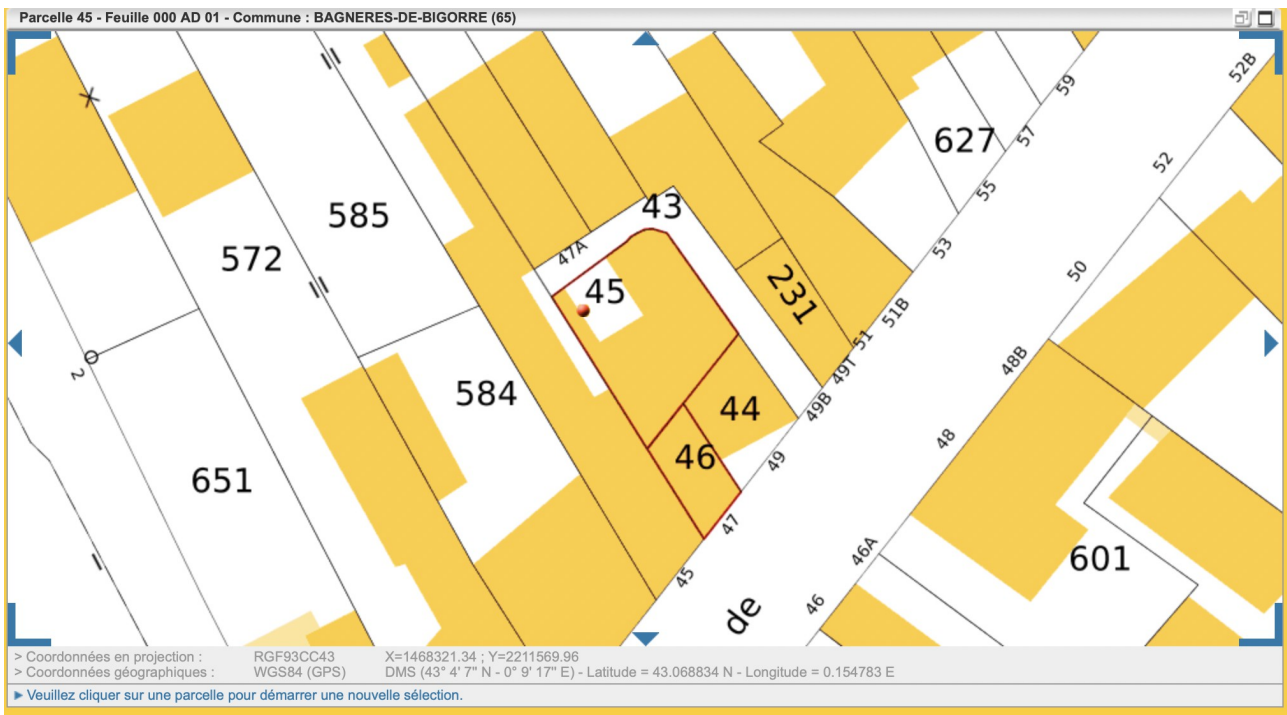 Parcelle 45 - Feuille 000 AD 01 - Commune : BAGNERES-DE-BIGORRE (65)
52B
59
627
57
52
55
43
585
53
47A
572
50
45
231
51B
51
48B
49T
2
584
49B
44
48
46
49
651
47
46A
601
45
46
de
> Coordonnées en projection : RGF93CC43 X=1468321.34 ; Y=2211569.96
> Coordonnées géographiques : WGS84 (GPS) DMS (43° 4' 7" N - 0° 9' 17" E) - Latitude = 43.068834 N - Longitude = 0.154783 E
Veuillez cliquer sur une parcelle pour démarrer une nouvelle sélection.